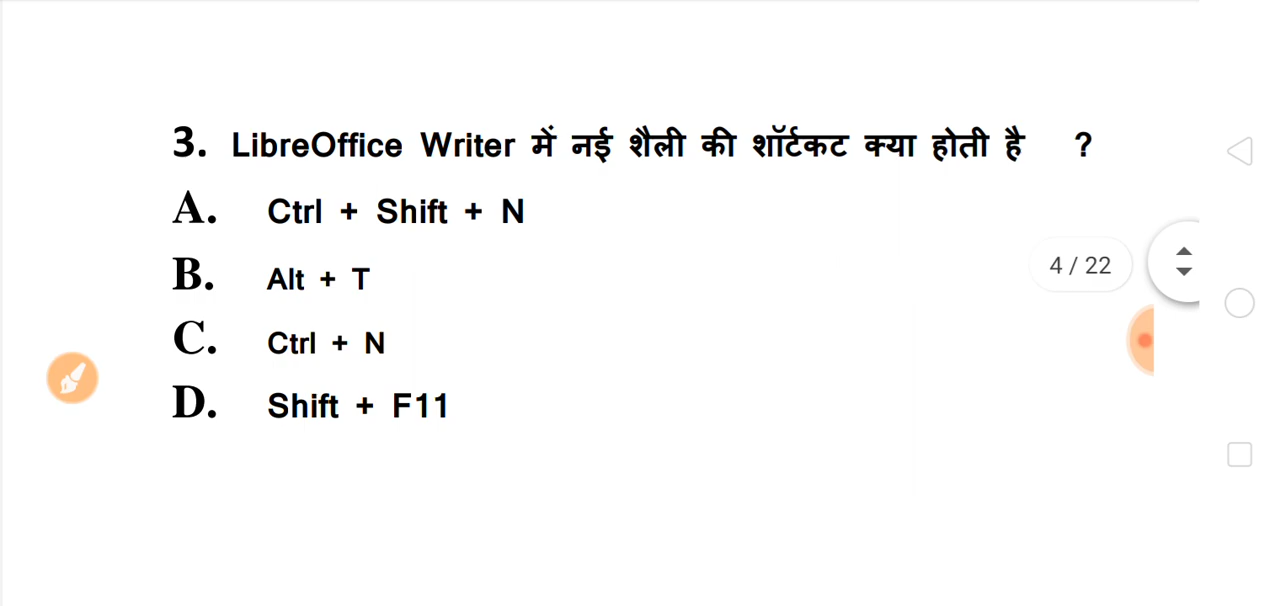 3. LibreOffice Writer में नई शैली की शॉर्टकट क्या होती है ?
A. Ctrl + Shift + N
4 / 22
B. Alt + T
C. Ctrl + N
D. Shift + F11